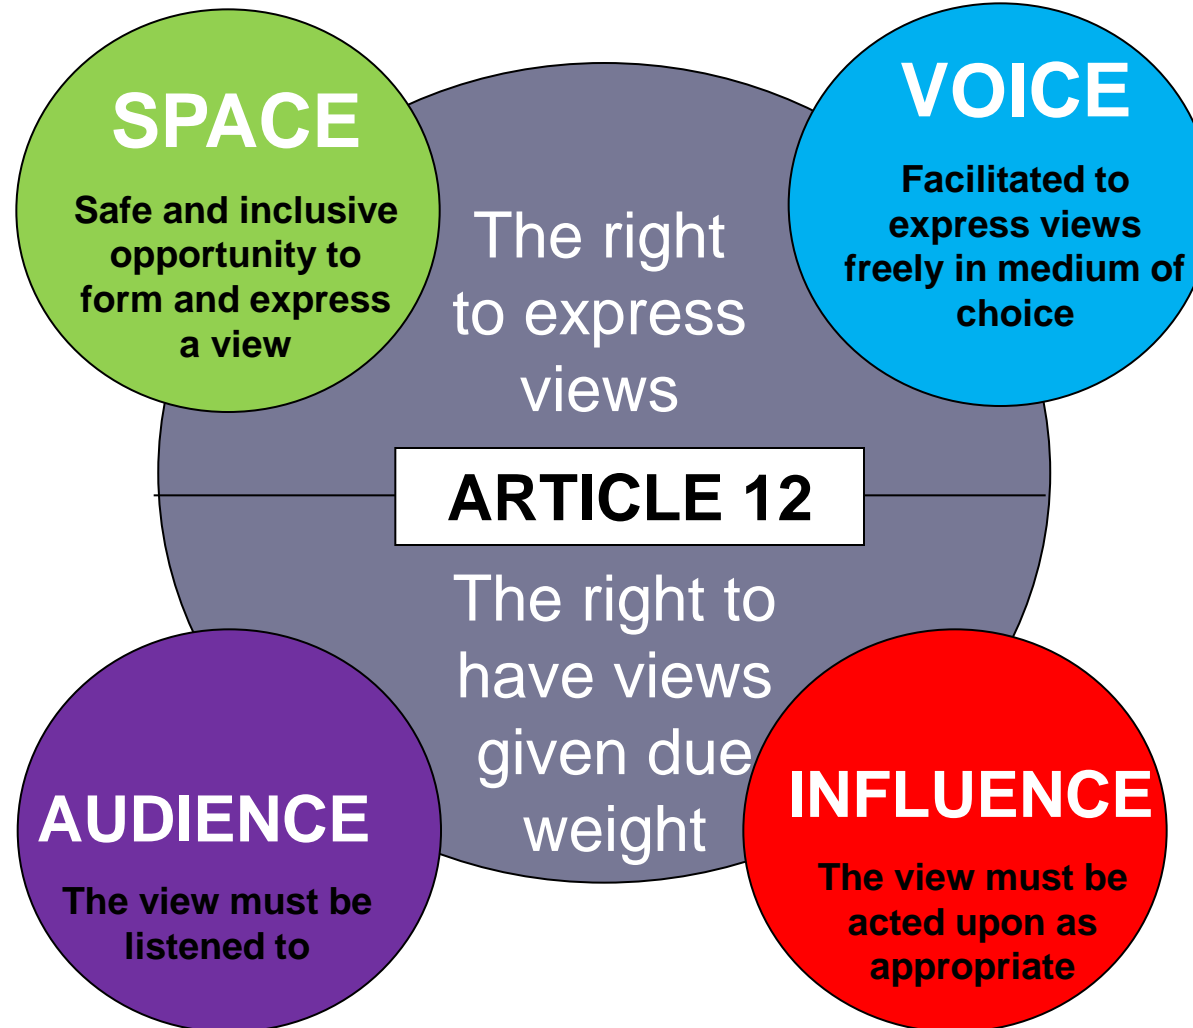 SPACE
Safe and inclusive
opportunity to
form and express
a view
VOICE
Facilitated to
express views
freely in medium of
choice
The right
to express
views
ARTICLE 12
The right to
have views
given due
weight
AUDIENCE
The view must be
listened to
INFLUENCE
The view must be
acted upon as
appropriate